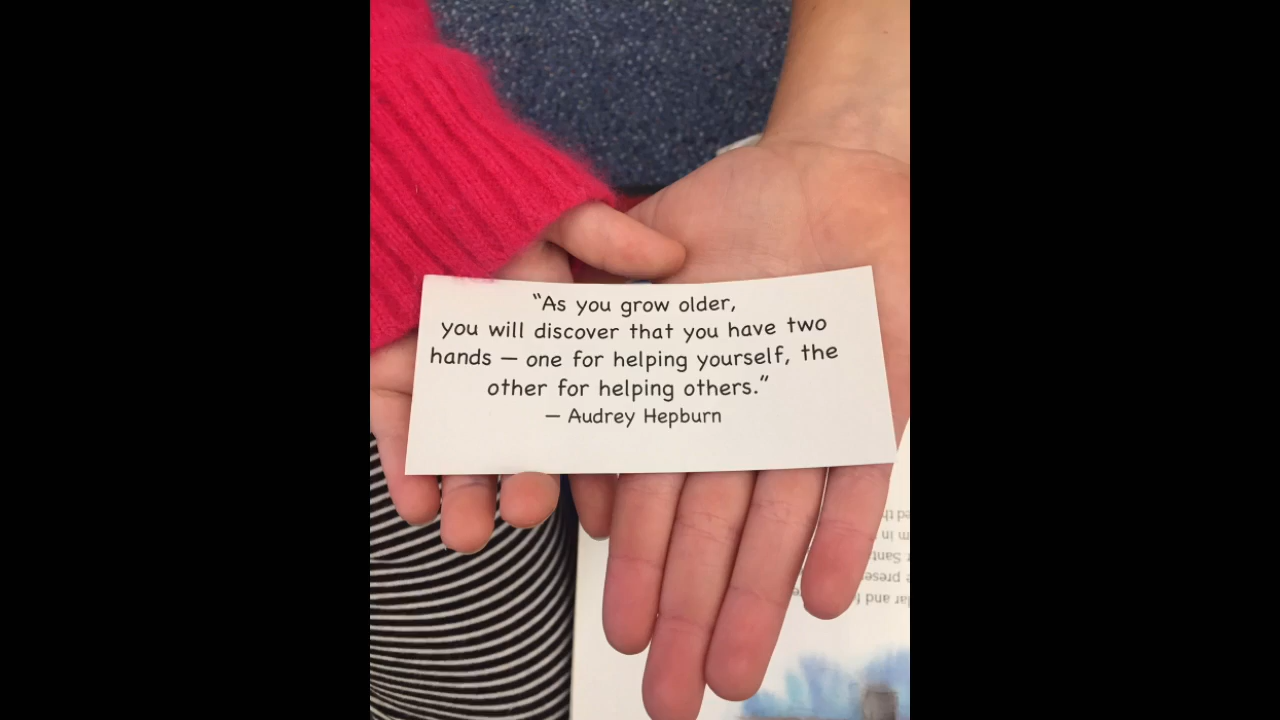 “As you grow older,
you will discover that you have two
hands — one for helping yourself, the
other for helping others.”
— Audrey Hepburn